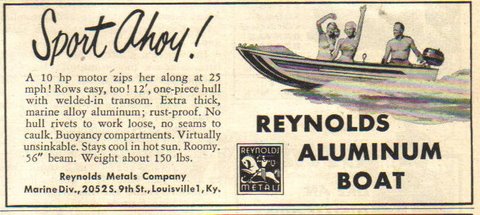 Sport Ahoy!
A 10 hp motor zips her along at 25
mph! Rows easy, too! 12', one-piece hull
with welded-in transom. Extra thick,
marine alloy aluminum; rust-proof. No
hull rivets to work loose, no seams to
caulk. Buoyancy compartments. Virtually
unsinkable. Stays cool in hot sun. Roomy.
56" beam. Weight about 150 lbs.
Reynolds Metals Company
Marine Div., 2052 S. 9th St., Louisville 1, Ky.
REYNOLDS
ALUMINUM
BOAT
REYNOLDS
METALS